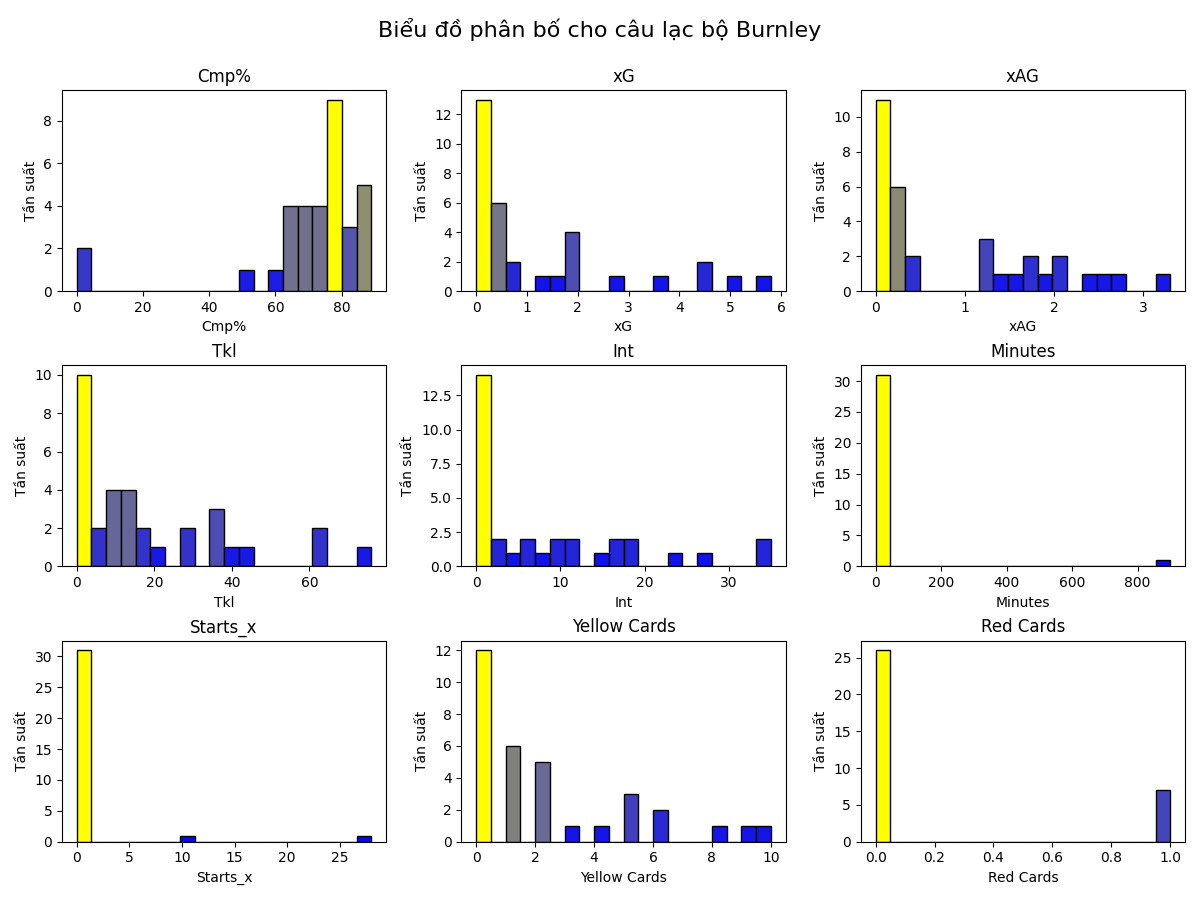 Biểu đồ phân bố cho câu lạc bộ Burnley
Cmp%
Tần suất
8
6
4
2
0
0 20 40 60 80
Cmp%
xG
Tần suất
12
10
8
6
4
2
0
0 1 2 3 4 5 6
xG
xAG
Tần suất
10
8
6
4
2
0
0 1 2 3
xAG
Tkl
Tần suất
10
8
6
4
2
0
0 20 40 60
Tkl
Int
Tần suất
12.5
10.0
7.5
5.0
2.5
0.0
0 10 20 30
Int
Minutes
Tần suất
30
25
20
15
10
5
0
0 200 400 600 800
Minutes
Starts_x
Tần suất
30
25
20
15
10
5
0
0 5 10 15 20 25
Starts_x
Yellow Cards
Tần suất
12
10
8
6
4
2
0
0 2 4 6 8 10
Yellow Cards
Red Cards
Tần suất
25
20
15
10
5
0
0.0 0.2 0.4 0.6 0.8 1.0
Red Cards